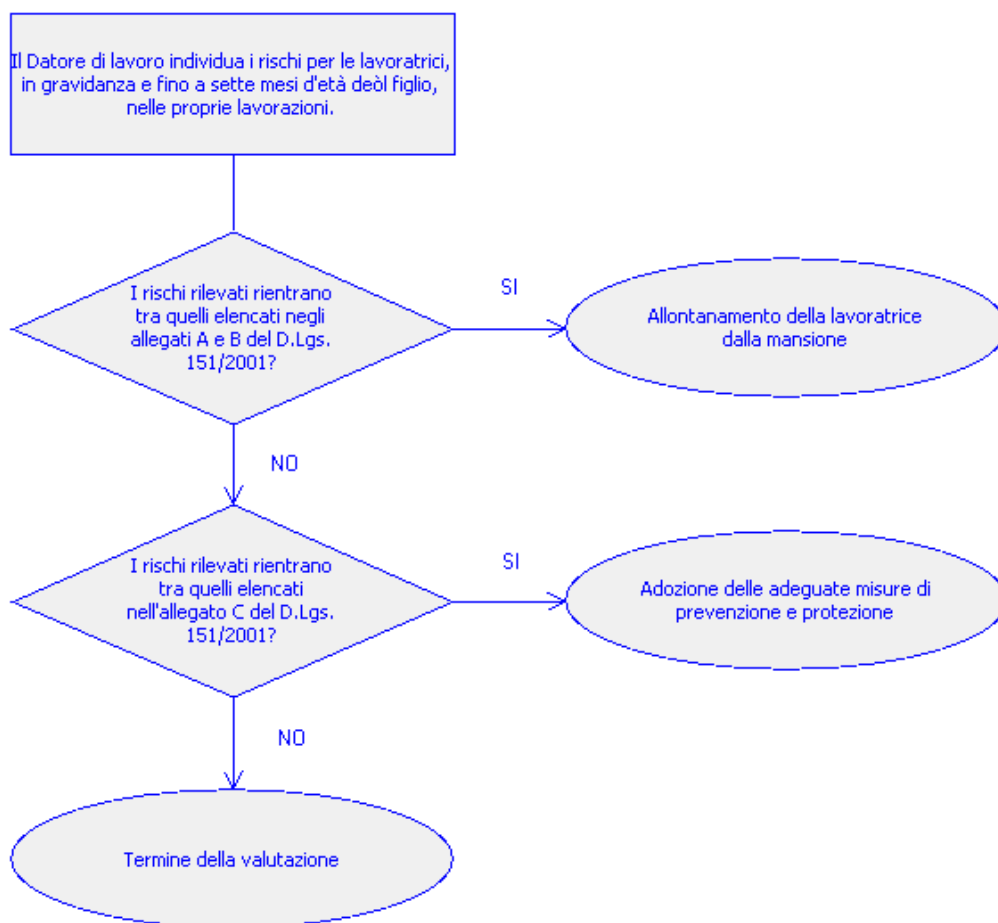 Il Datore di lavoro individua i rischi per le lavoratrici,
in gravidanza e fino a sette mesi d'età deòl figlio,
nelle proprie lavorazioni.
I rischi rilevati rientrano
tra quelli elencati negli
allegati A e B del D.Lgs.
151/2001?
SI
Allontanamento della lavoratrice
dalla mansione
NO
I rischi rilevati rientrano
tra quelli elencati
nell'allegato C del D.Lgs.
151/2001?
SI
Adozione delle adeguate misure di
prevenzione e protezione
NO
Termine della valutazione